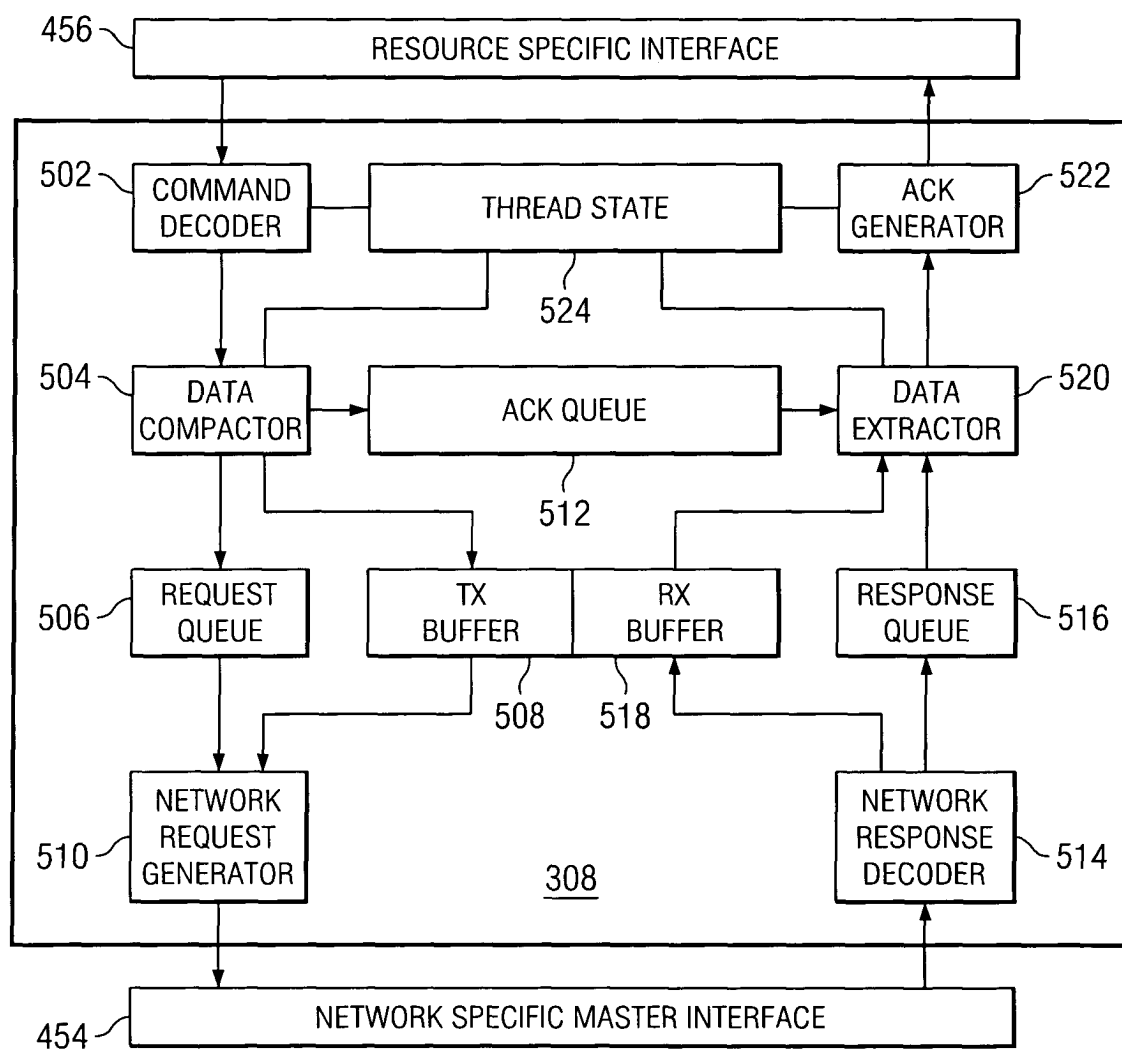 456
RESOURCE SPECIFIC INTERFACE
502
COMMAND
DECODER
THREAD STATE
524
ACK
GENERATOR
522
504
DATA
COMPACTOR
ACK QUEUE
512
DATA
EXTRACTOR
520
506
REQUEST
QUEUE
TX
BUFFER
508
RX
BUFFER
518
RESPONSE
QUEUE
516
510
NETWORK
REQUEST
GENERATOR
308
NETWORK
RESPONSE
DECODER
514
454
NETWORK SPECIFIC MASTER INTERFACE